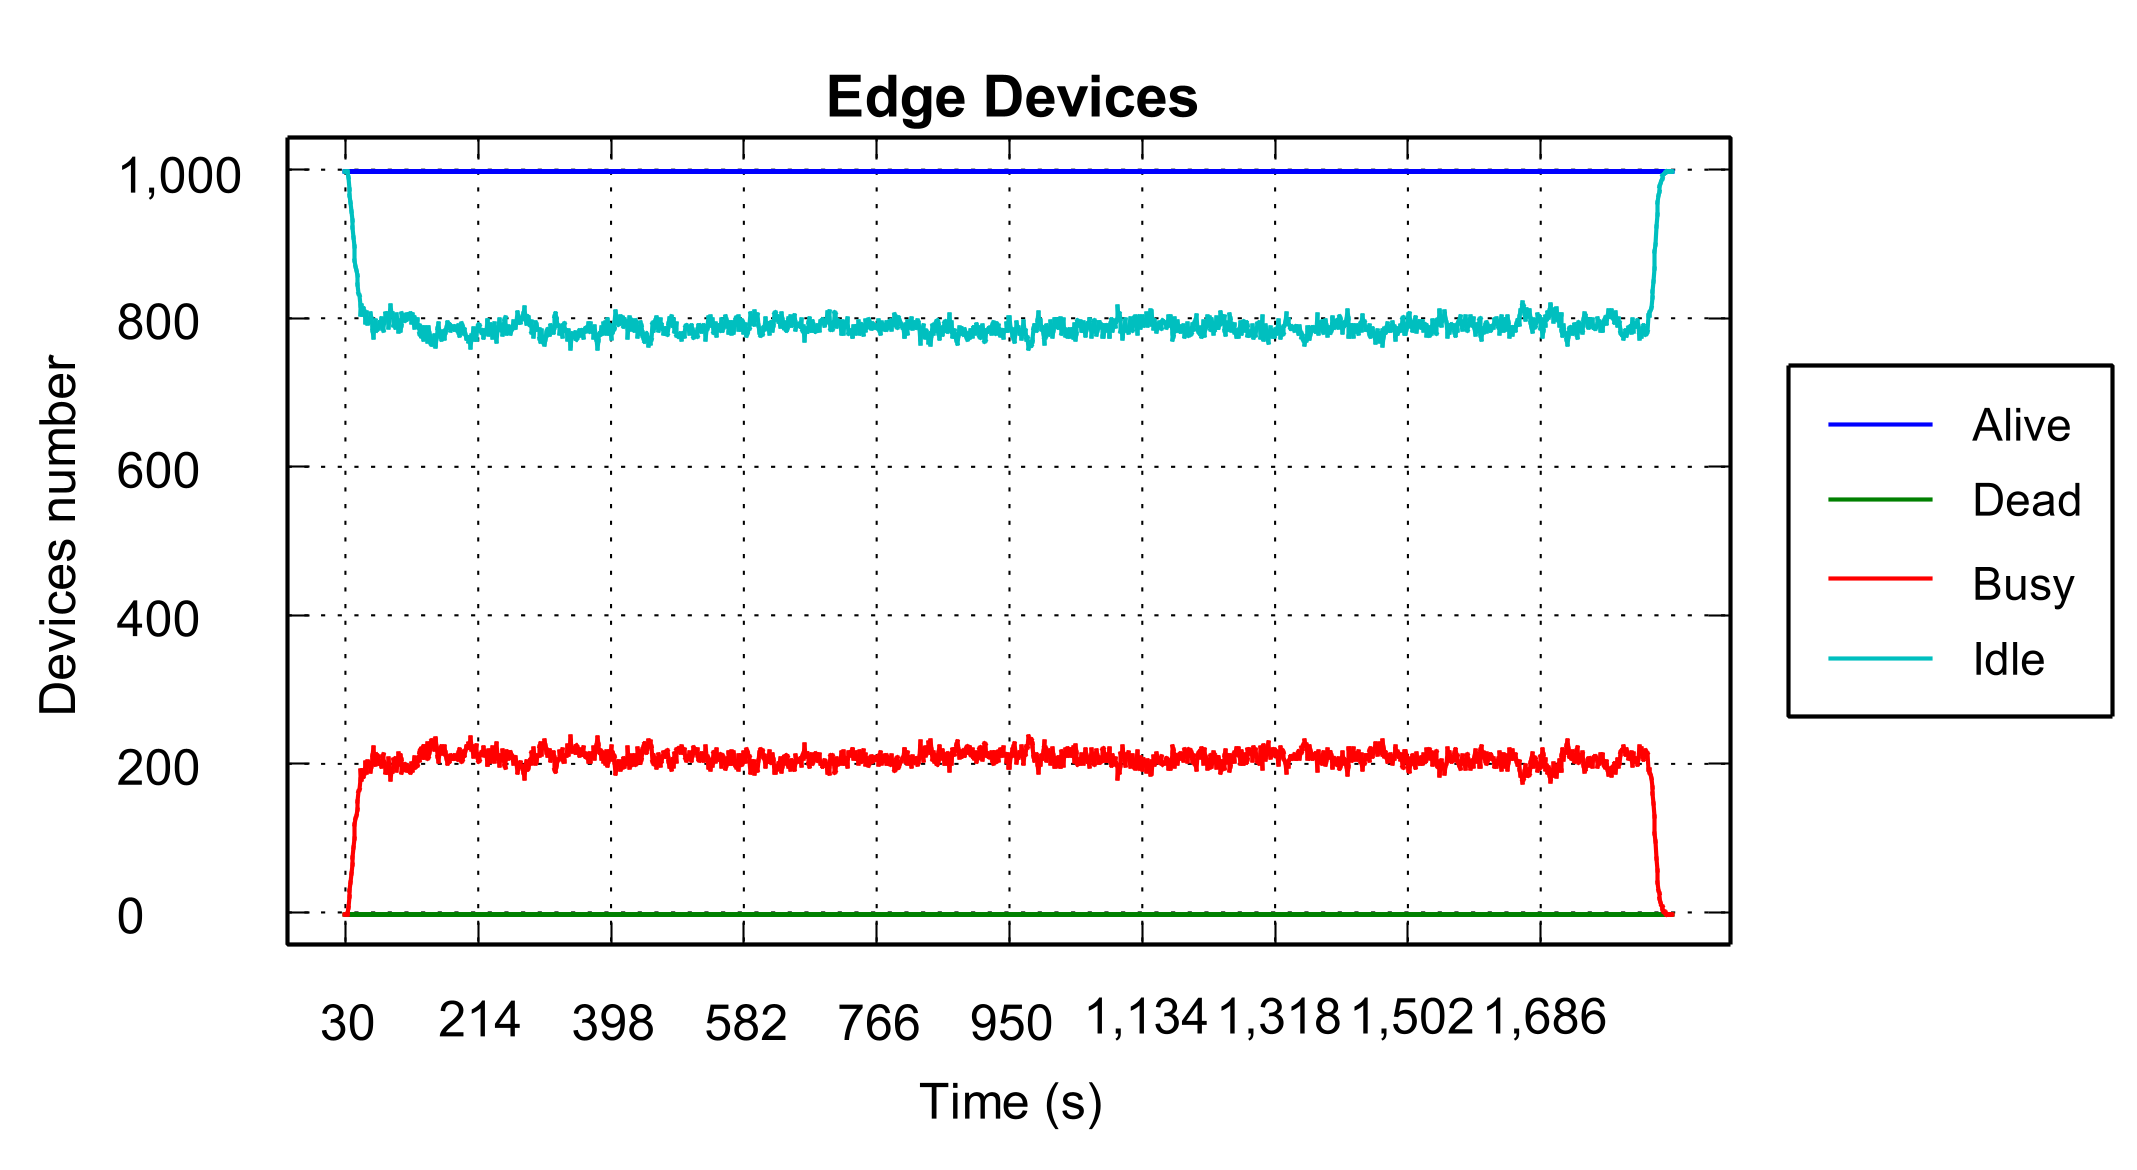 Edge Devices
1,000
800
600
400
200
0
Devices number
30 214 398 582 766 950 1,134 1,318 1,502 1,686
Time (s)
Alive
Dead
Busy
Idle